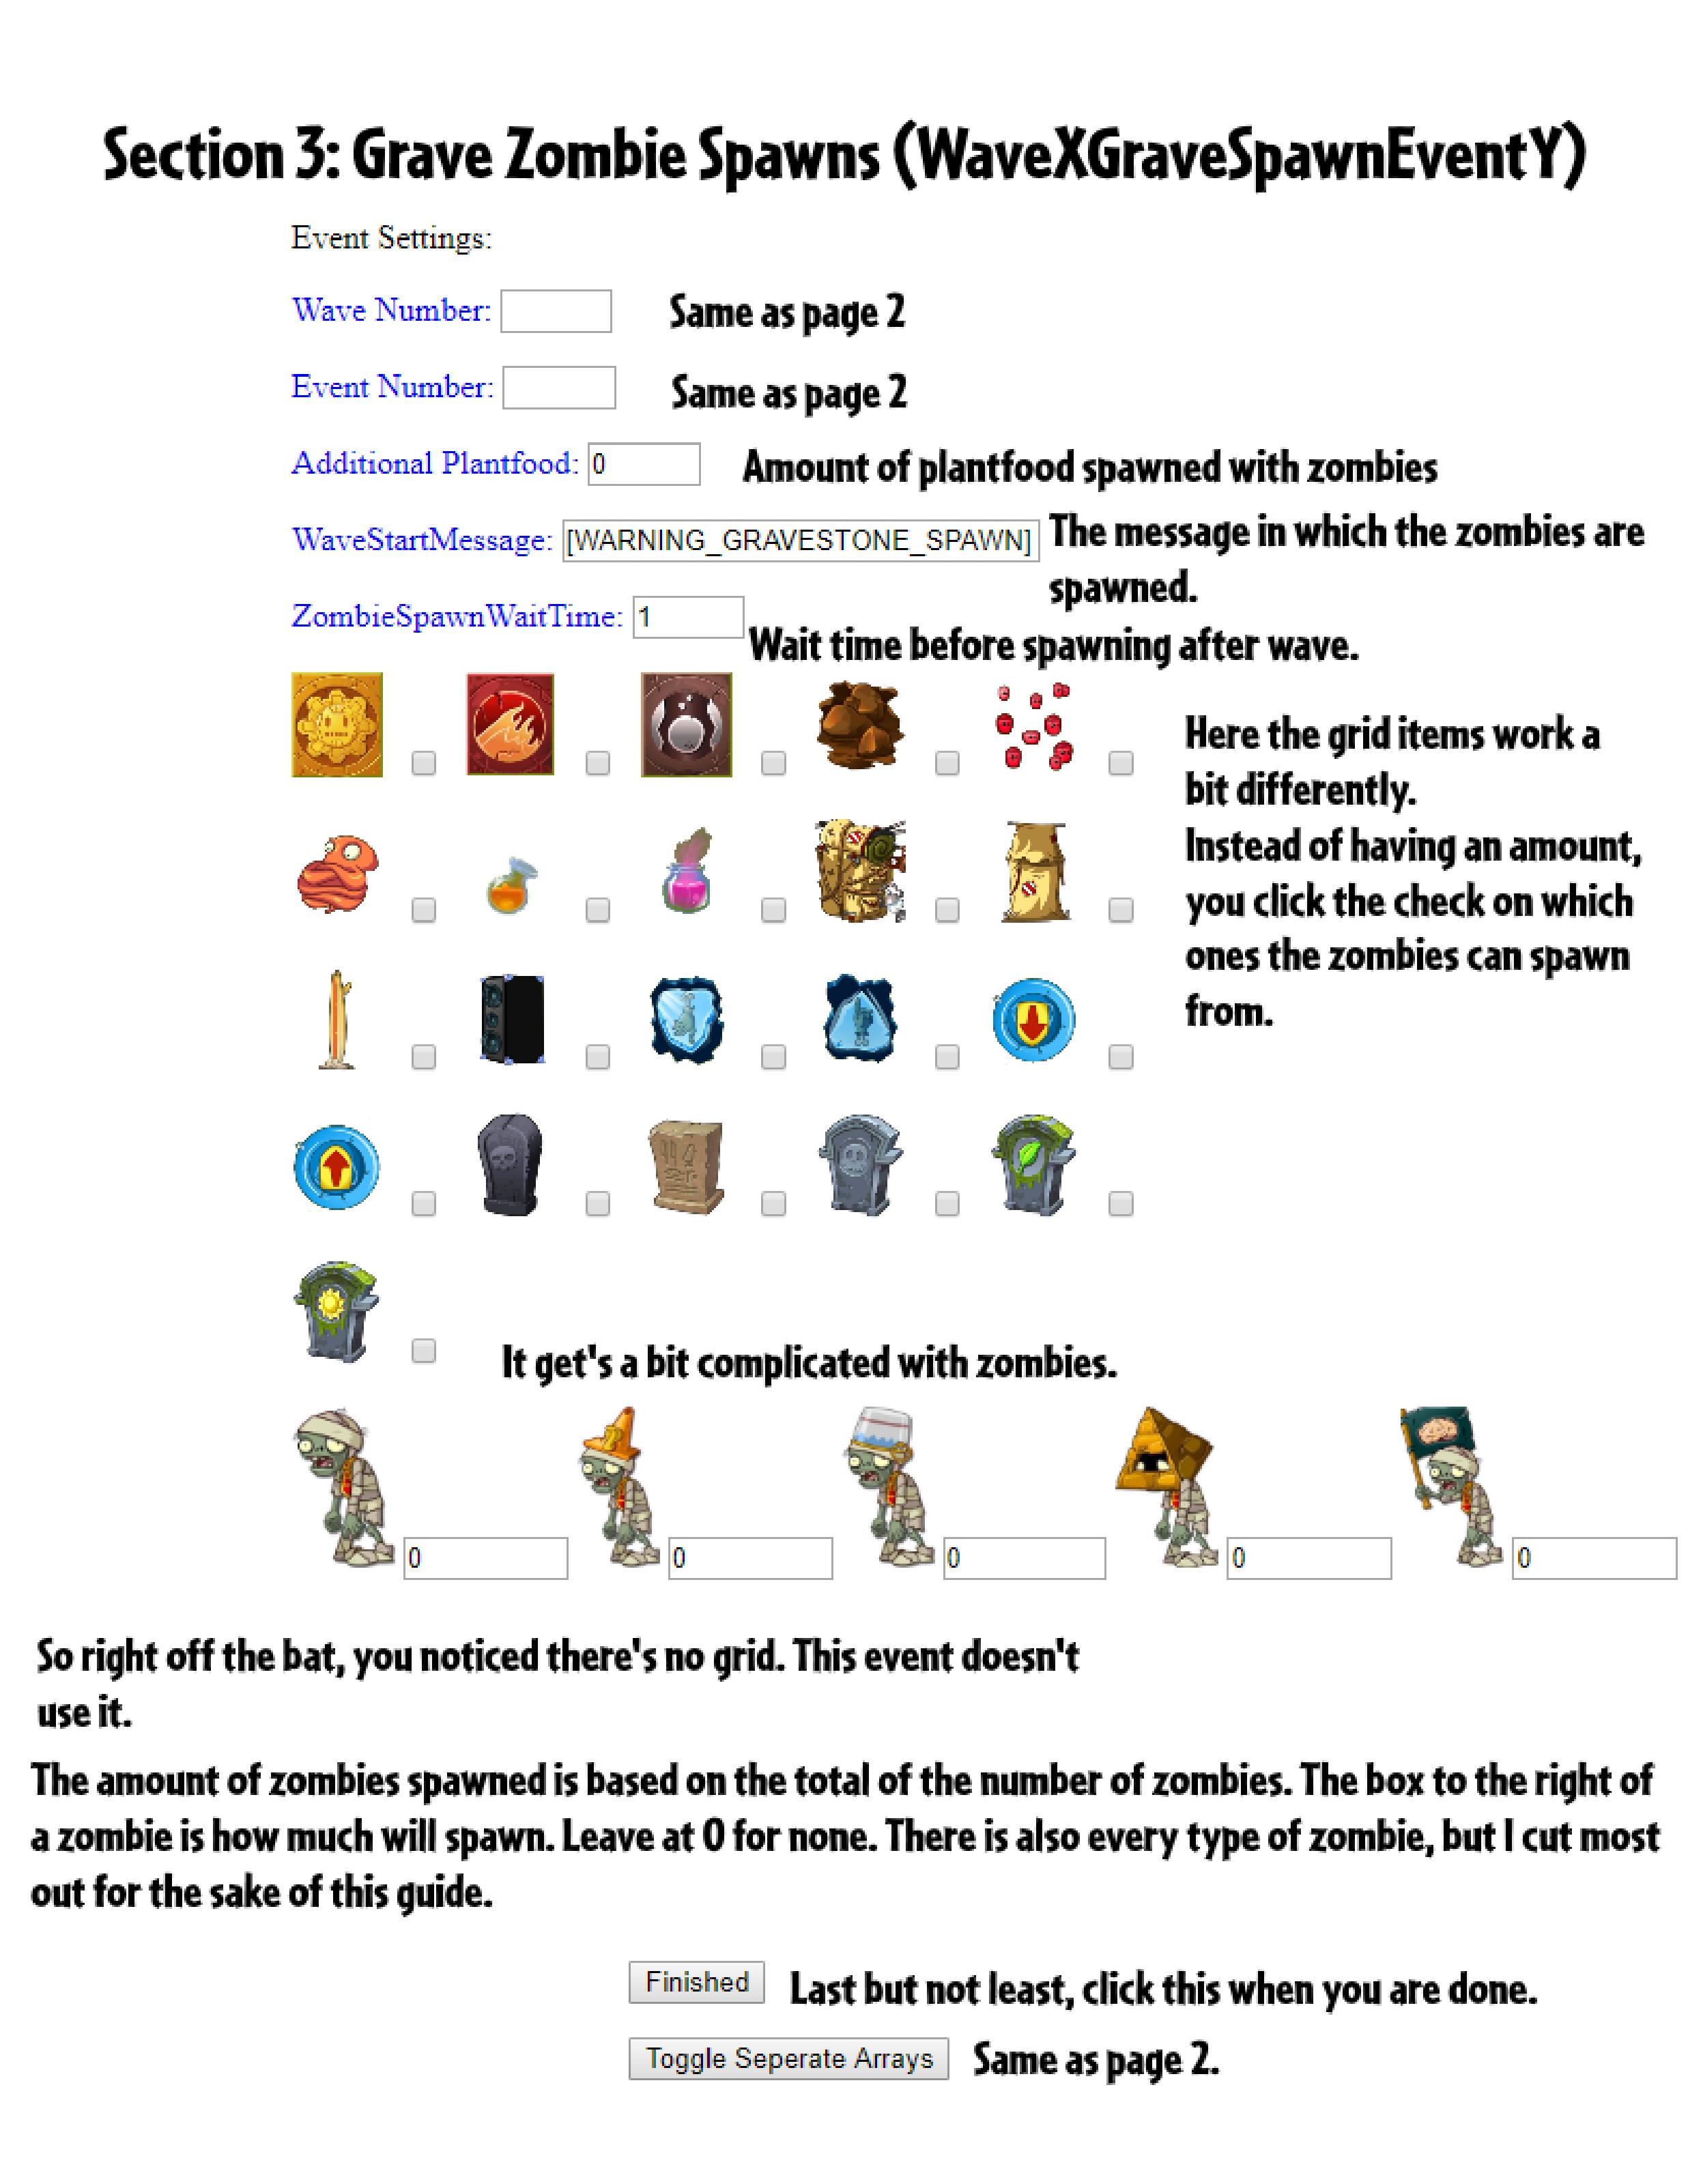 Section 3: Grave Zombie Spawns (WaveXGraveSpawnEventY)
Event Settings:
Wave Number:
Same as page 2
Event Number:
Same as page 2
Additional Plantfood: 0
Amount of plantfood spawned with zombies
WaveStartMessage: [WARNING_GRAVESTONE_SPAWN]
The message in which the zombies are
spawned.
ZombieSpawnWaitTime: 1
Wait time before spawning after wave.
Here the grid items work a
bit differently.
Instead of having an amount,
you click the check on which
ones the zombies can spawn
from.
It get's a bit complicated with zombies.
0 0 0 0 0
So right off the bat, you noticed there's no grid. This event doesn't
use it.
The amount of zombies spawned is based on the total of the number of zombies. The box to the right of
a zombie is how much will spawn. Leave at 0 for none. There is also every type of zombie, but I cut most
out for the sake of this guide.
Finished
Last but not least, click this when you are done.
Toggle Seperate Arrays
Same as page 2.